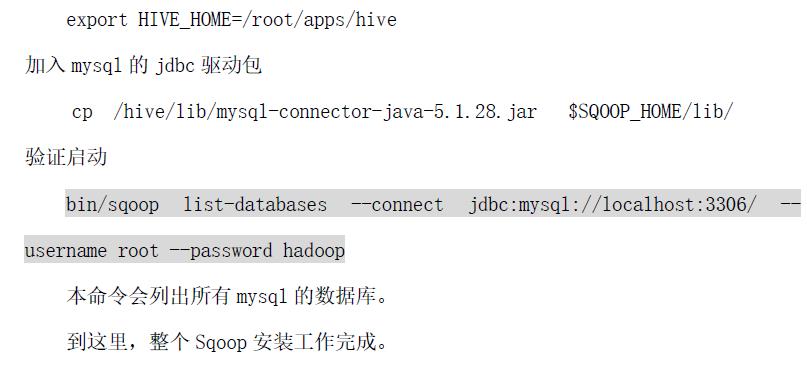 export HIVE_HOME=/root/apps/hive
加入 mysql 的 jdbc 驱动包
cp  /hive/lib/mysql-connector-java-5.1.28.jar   $SQOOP_HOME/lib/
验证启动
bin/sqoop  list-databases  --connect  jdbc:mysql://localhost:3306/  --
username root --password hadoop
本命令会列出所有 mysql 的数据库。
到这里，整个 Sqoop 安装工作完成。